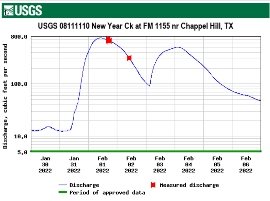 USGS
USGS 08111110 New Year Ck at FM 1155 nr Chappel Hill, TX
Discharge, cubic feet per second
800.0
100.0
10.0
5.0
Jan 30 2022
Jan 31 2022
Feb 01 2022
Feb 02 2022
Feb 03 2022
Feb 04 2022
Feb 05 2022
Feb 06 2022
Discharge
Measured discharge
Period of approved data